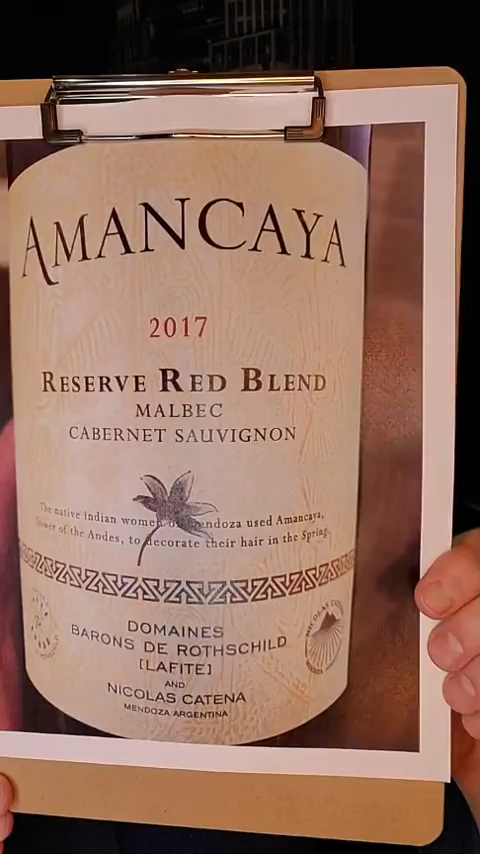 AMANCAYA
2017
RESERVE RED BLEND
MALBEC
CABERNET SAUVIGNON
The native indian women of Mendoza used Amancaya,
flower of the Andes, to decorate their hair in the Spring.
DOMAINES
BARONS DE ROTHSCHILD
[LAFITE]
AND
NICOLAS CATENA
MENDOZA ARGENTINA